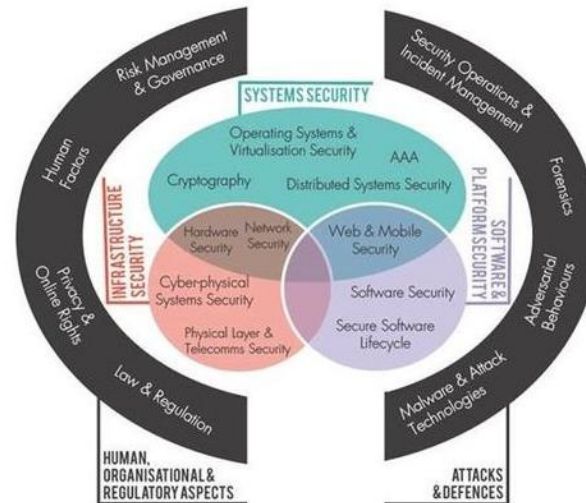 Risk Management
& Governance
Human
Factors
Privacy &
Online Rights
Law & Regulation
HUMAN,
ORGANISATIONAL &
REGULATORY ASPECTS
SYSTEMS SECURITY
Operating Systems &
Virtualisation Security
AAA
Cryptography
Distributed Systems Security
INFRASTRUCTURE
SECURITY
Hardware
Security
Network
Security
Cyber-physical
Systems Security
Physical Layer &
Telecomms Security
Web & Mobile
Security
Software Security
Secure Software
Lifecycle
SOFTWARE &
PLATFORM SECURITY
Security Operations &
Incident Management
Forensics
Adversarial
Behaviours
Malware & Attack
Technologies
ATTACKS
& DEFENCES